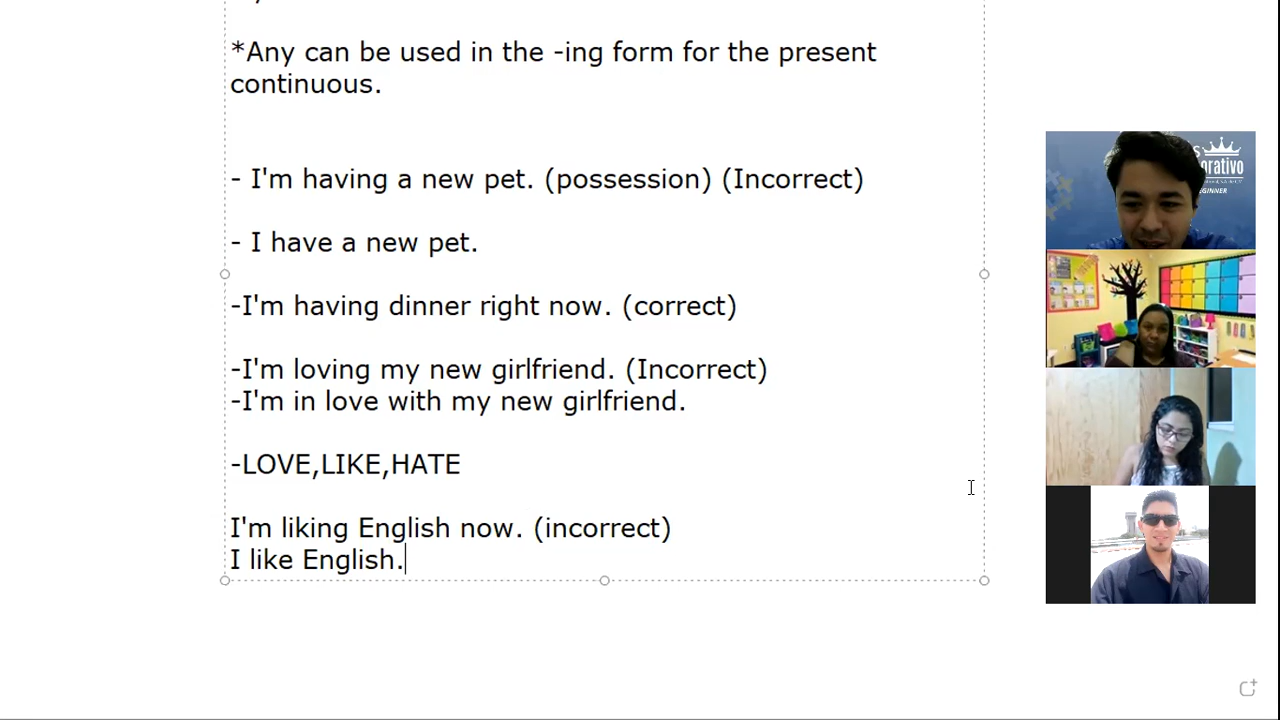 *Any can be used in the -ing form for the present
continuous.
- I'm having a new pet. (possession) (Incorrect)
- I have a new pet.
-I'm having dinner right now. (correct)
-I'm loving my new girlfriend. (Incorrect)
-I'm in love with my new girlfriend.
-LOVE,LIKE,HATE
I'm liking English now. (incorrect)
I like English.